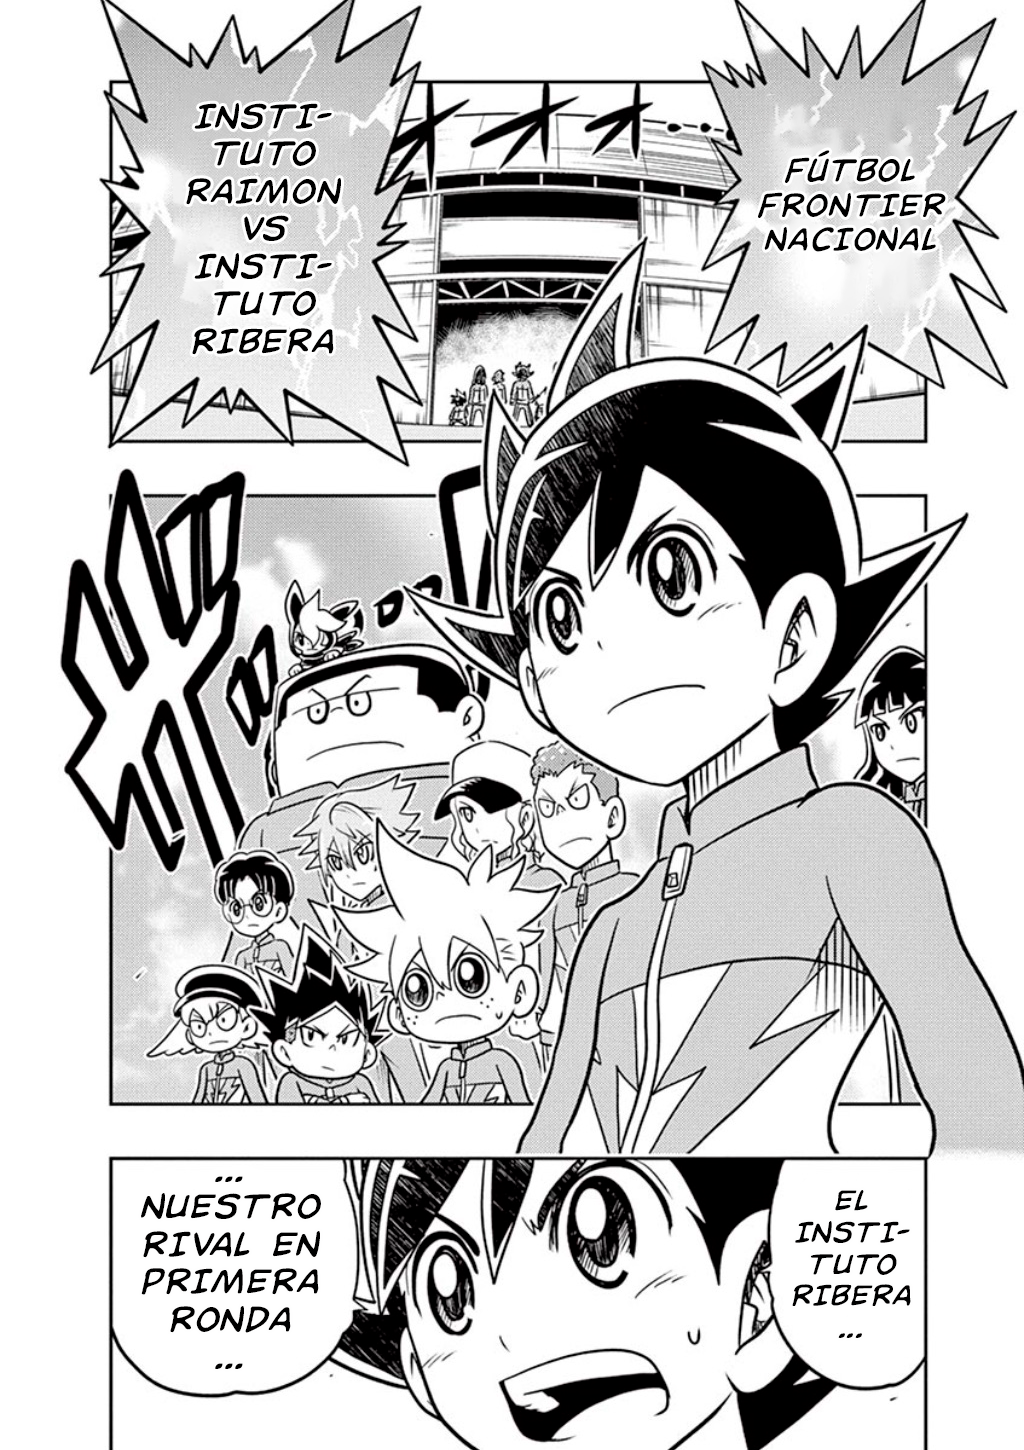 FÚTBOL
FRONTIER
NACIONAL
INSTI-
TUTO
RAIMON
VS
INSTI-
TUTO
RIBERA
オオオ
EL
INSTI-
TUTO
RIBERA
...
...
NUESTRO
RIVAL EN
PRIMERA
RONDA
...